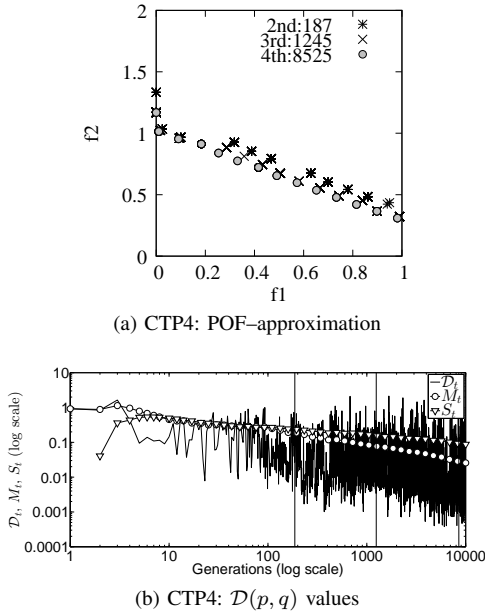 2
1.5
1
0.5
0
f2
2nd:187
3rd:1245
4th:8525
0 0.2 0.4 0.6 0.8 1
f1
(a) CTP4: POF–approximation
10
1
0.1
0.01
0.001
0.0001
𝒟ₜ, Mₜ, Sₜ (log scale)
𝒟ₜ
Mₜ
Sₜ
1 10 100 1000 10000
Generations (log scale)
(b) CTP4: 𝒟(p, q) values